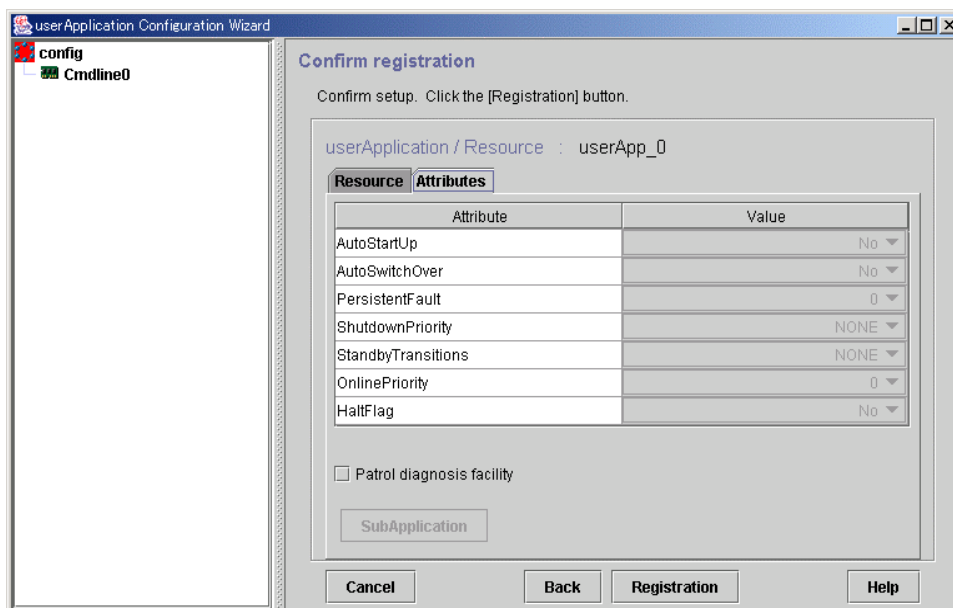 userApplication Configuration Wizard
config
Cmdline0
Confirm registration
Confirm setup. Click the [Registration] button.
userApplication / Resource : userApp_0
Resource Attributes
Attribute Value
AutoStartUp No
AutoSwitchOver No
PersistentFault 0
ShutdownPriority NONE
StandbyTransitions NONE
OnlinePriority 0
HaltFlag No
Patrol diagnosis facility
SubApplication
Cancel Back Registration Help